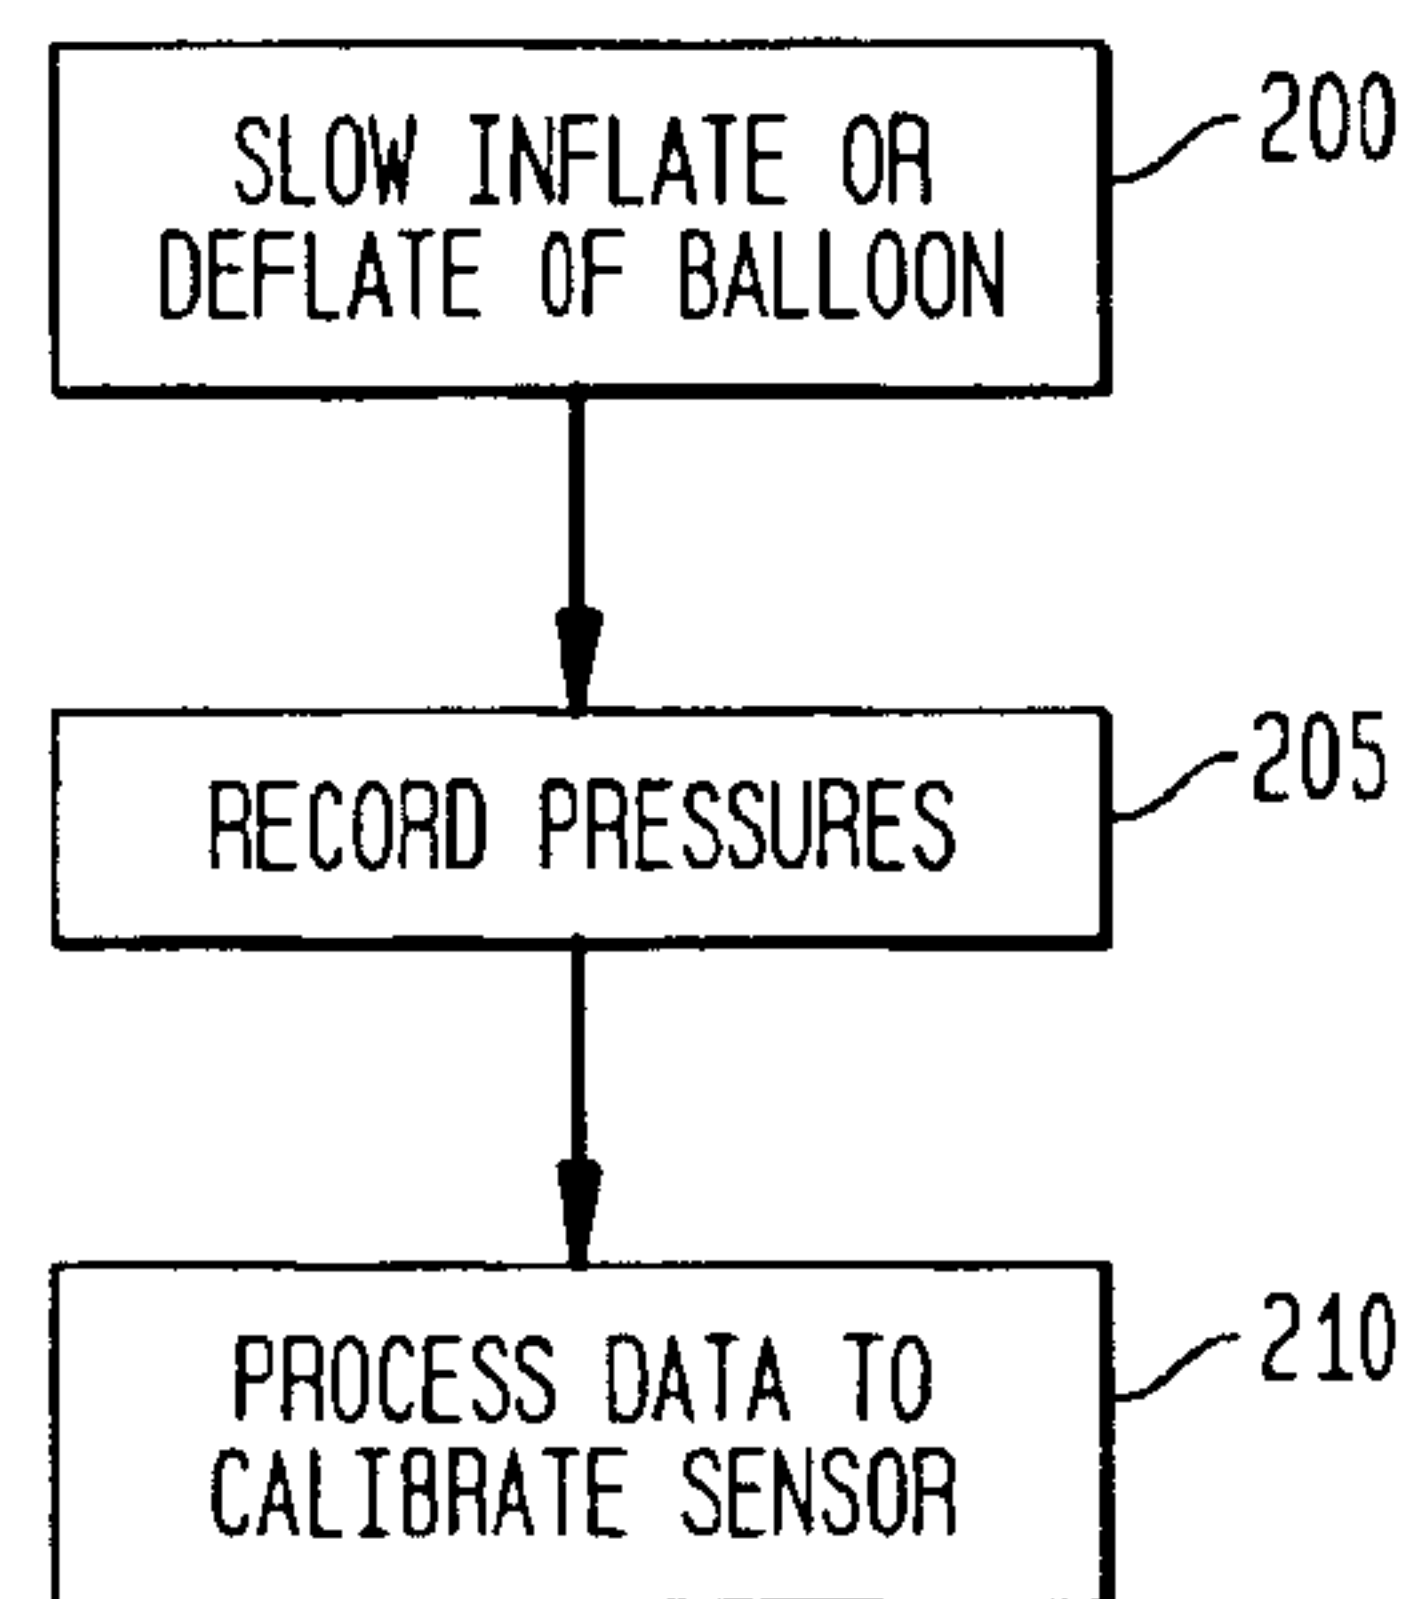 SLOW INFLATE OR
DEFLATE OF BALLOON
200
RECORD PRESSURES
205
PROCESS DATA TO
CALIBRATE SENSOR
210